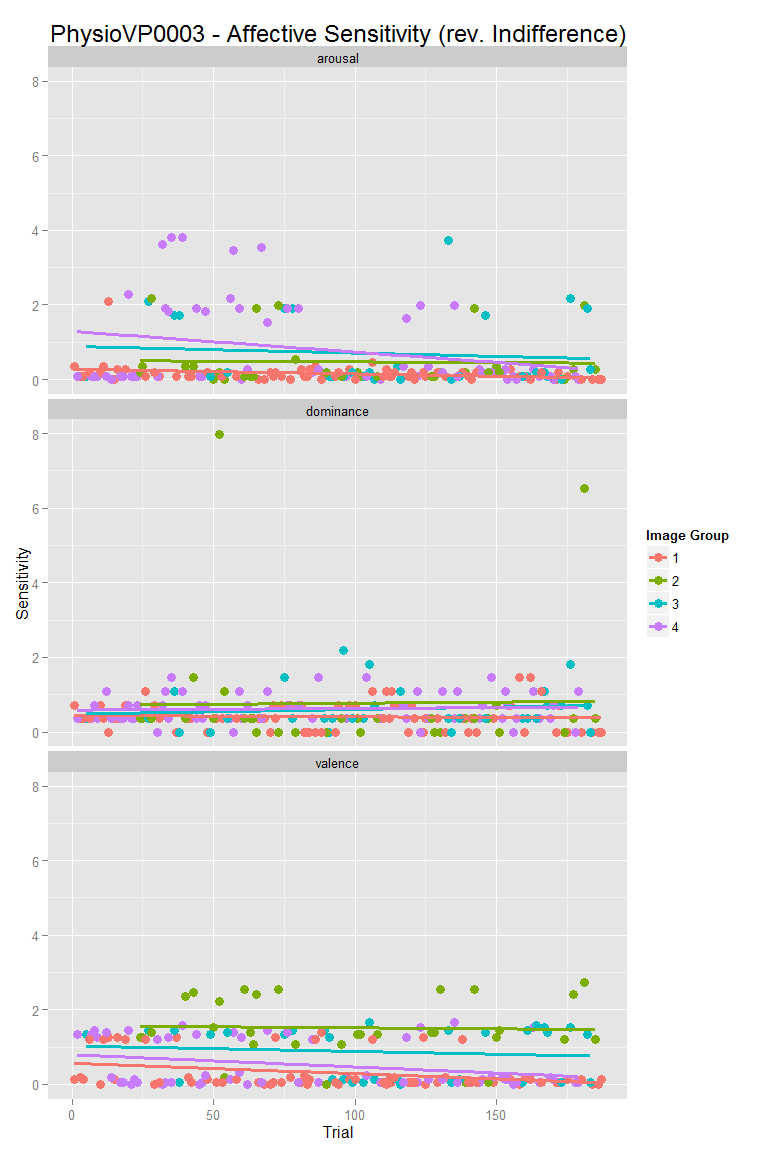 PhysioVP0003 - Affective Sensitivity (rev. Indifference)
arousal
8
6
4
2
0
dominance
8
6
4
2
0
valence
8
6
4
2
0
0 50 100 150
Trial
Sensitivity
Image Group
1
2
3
4